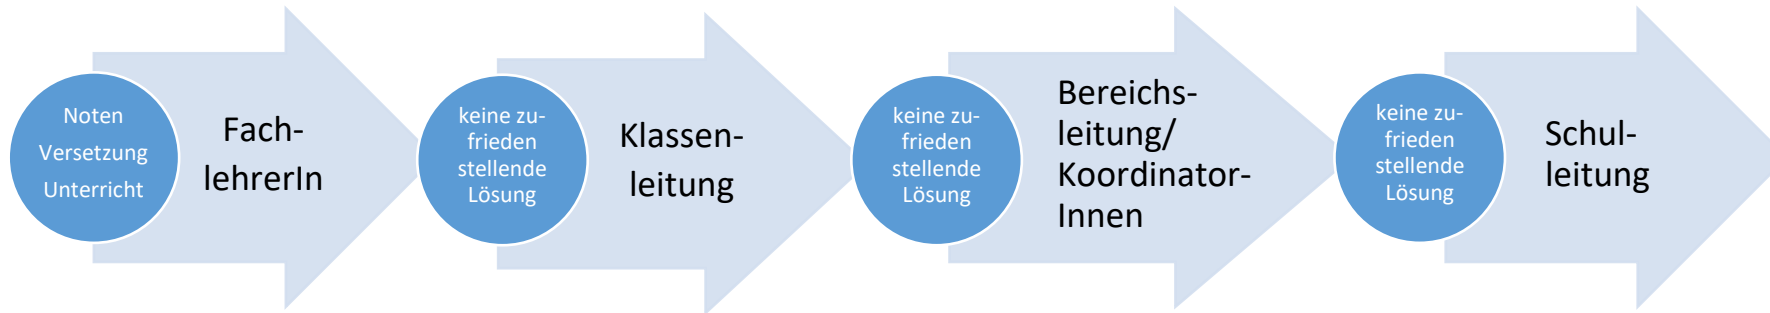 Noten
Versetzung
Unterricht
Fach-
lehrerIn
keine zu-
frieden
stellende
Lösung
Klassen-
leitung
keine zu-
frieden
stellende
Lösung
Bereichs-
leitung/
Koordinator-
Innen
keine zu-
frieden
stellende
Lösung
Schul-
leitung